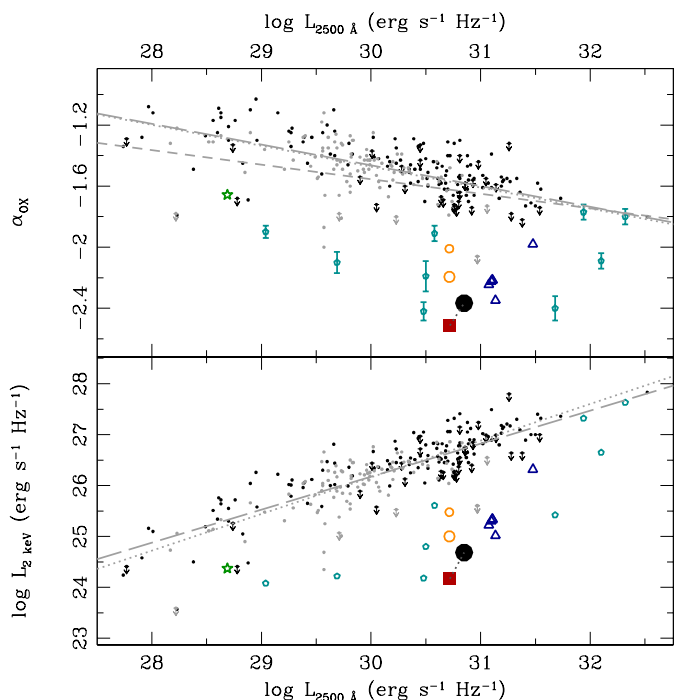 log L2500 Å (erg s⁻¹ Hz⁻¹)
28 29 30 31 32
αOX
−1.2
−1.6
−2
−2.4
log L2 keV (erg s⁻¹ Hz⁻¹)
28
27
26
25
24
23
28 29 30 31 32
log L2500 Å (erg s⁻¹ Hz⁻¹)